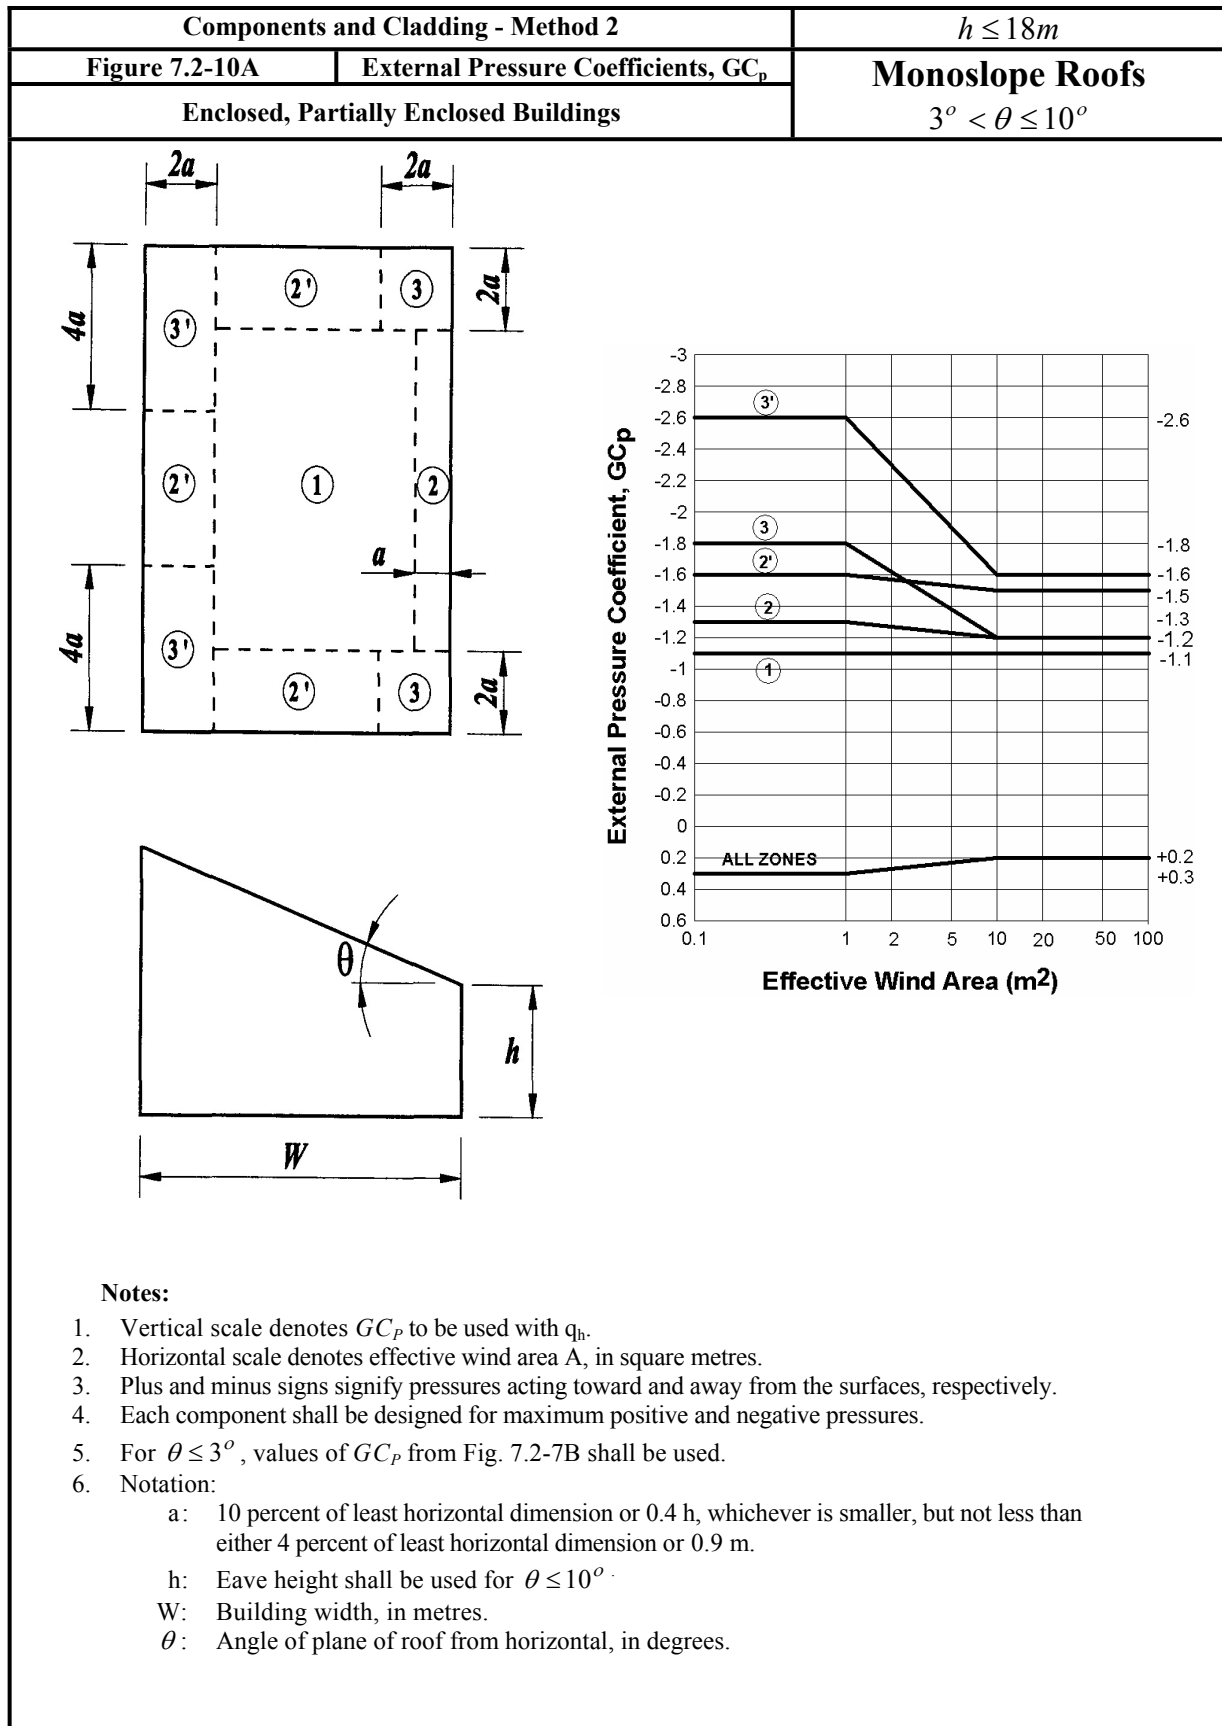 Components and Cladding - Method 2
h ≤ 18m
Figure 7.2-10A
External Pressure Coefficients, GCp
Monoslope Roofs
Enclosed, Partially Enclosed Buildings
3° < θ ≤ 10°
2a
2a
2'
3
2a
4a
3'
2'
1
2
a
4a
3'
2'
3
2a
θ
h
W
External Pressure Coefficient, GCp
-3
-2.8
-2.6
-2.4
-2.2
-2
-1.8
-1.6
-1.4
-1.2
-1
-0.8
-0.6
-0.4
-0.2
0
0.2
0.4
0.6
3'
3
2'
2
1
ALL ZONES
-2.6
-1.8
-1.6
-1.5
-1.3
-1.2
-1.1
+0.2
+0.3
0.1 1 2 5 10 20 50 100
Effective Wind Area (m2)
Notes:
1. Vertical scale denotes GCP to be used with qh.
2. Horizontal scale denotes effective wind area A, in square metres.
3. Plus and minus signs signify pressures acting toward and away from the surfaces, respectively.
4. Each component shall be designed for maximum positive and negative pressures.
5. For θ ≤ 3°, values of GCP from Fig. 7.2-7B shall be used.
6. Notation:
a: 10 percent of least horizontal dimension or 0.4 h, whichever is smaller, but not less than
either 4 percent of least horizontal dimension or 0.9 m.
h: Eave height shall be used for θ ≤ 10°.
W: Building width, in metres.
θ: Angle of plane of roof from horizontal, in degrees.